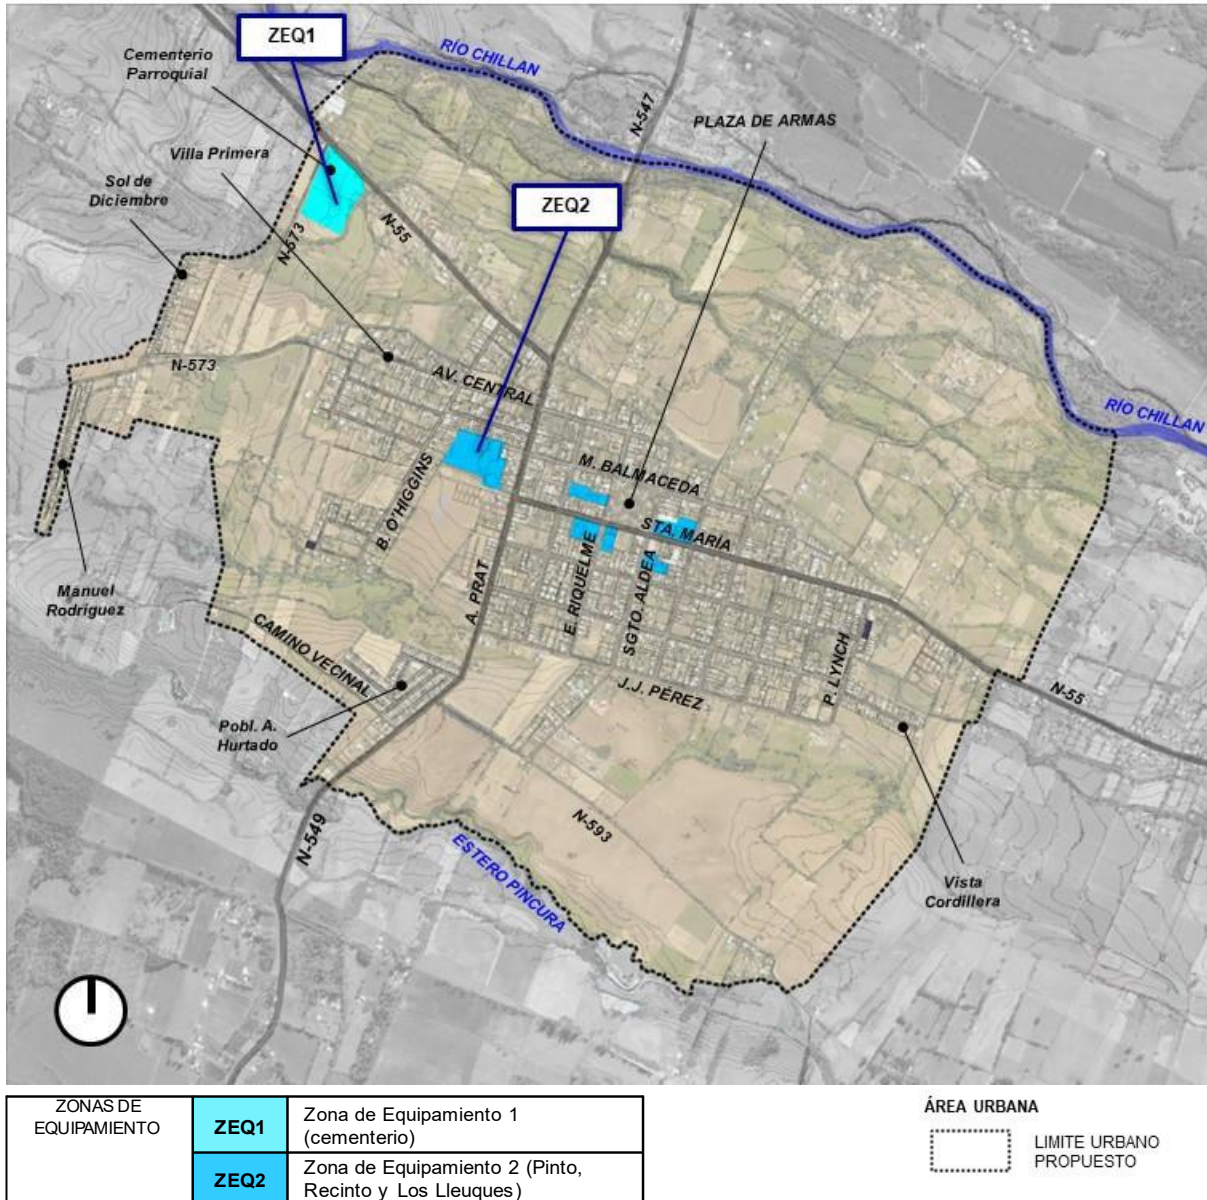 ZEQ1
Cementerio
Parroquial
RÍO CHILLAN
N-547
PLAZA DE ARMAS
Villa Primera
Sol de
Diciembre
ZEQ2
N-55
N-573
N-573
AV. CENTRAL
RÍO CHILLAN
M. BALMACEDA
B. O'HIGGINS
STA. MARÍA
E. RIQUELME
SGTO. ALDEA
A. PRAT
Manuel
Rodriguez
CAMINO VECINAL
P. LYNCH
J.J. PÉREZ
N-55
Pobl. A.
Hurtado
N-593
N-549
ESTERO PINCURA
Vista
Cordillera
ZONAS DE
EQUIPAMIENTO
ZEQ1
Zona de Equipamiento 1
(cementerio)
ZEQ2
Zona de Equipamiento 2 (Pinto,
Recinto y Los Lleuques)
ÁREA URBANA
LIMITE URBANO
PROPUESTO